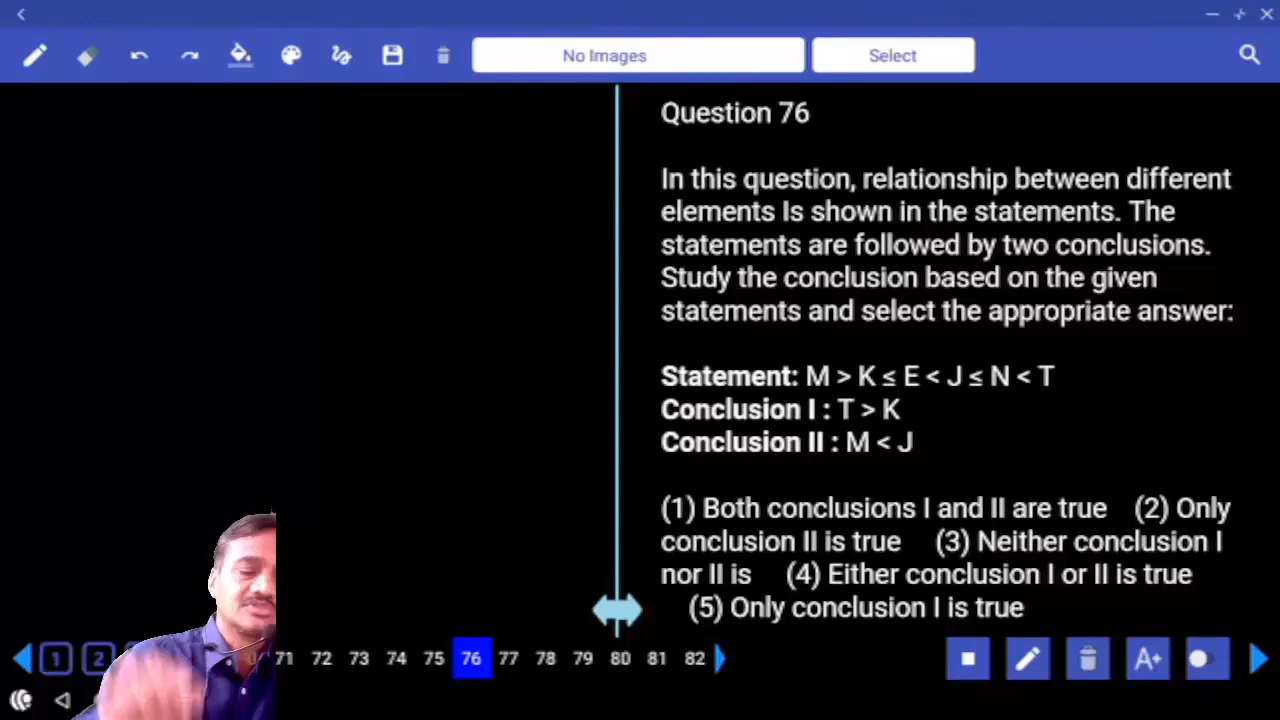 No Images
Select
Question 76
In this question, relationship between different
elements Is shown in the statements. The
statements are followed by two conclusions.
Study the conclusion based on the given
statements and select the appropriate answer:
Statement: M > K ≤ E < J ≤ N < T
Conclusion I : T > K
Conclusion II : M < J
(1) Both conclusions I and II are true (2) Only
conclusion II is true (3) Neither conclusion I
nor II is (4) Either conclusion I or II is true
(5) Only conclusion I is true
1 2 71 72 73 74 75 76 77 78 79 80 81 82 A+